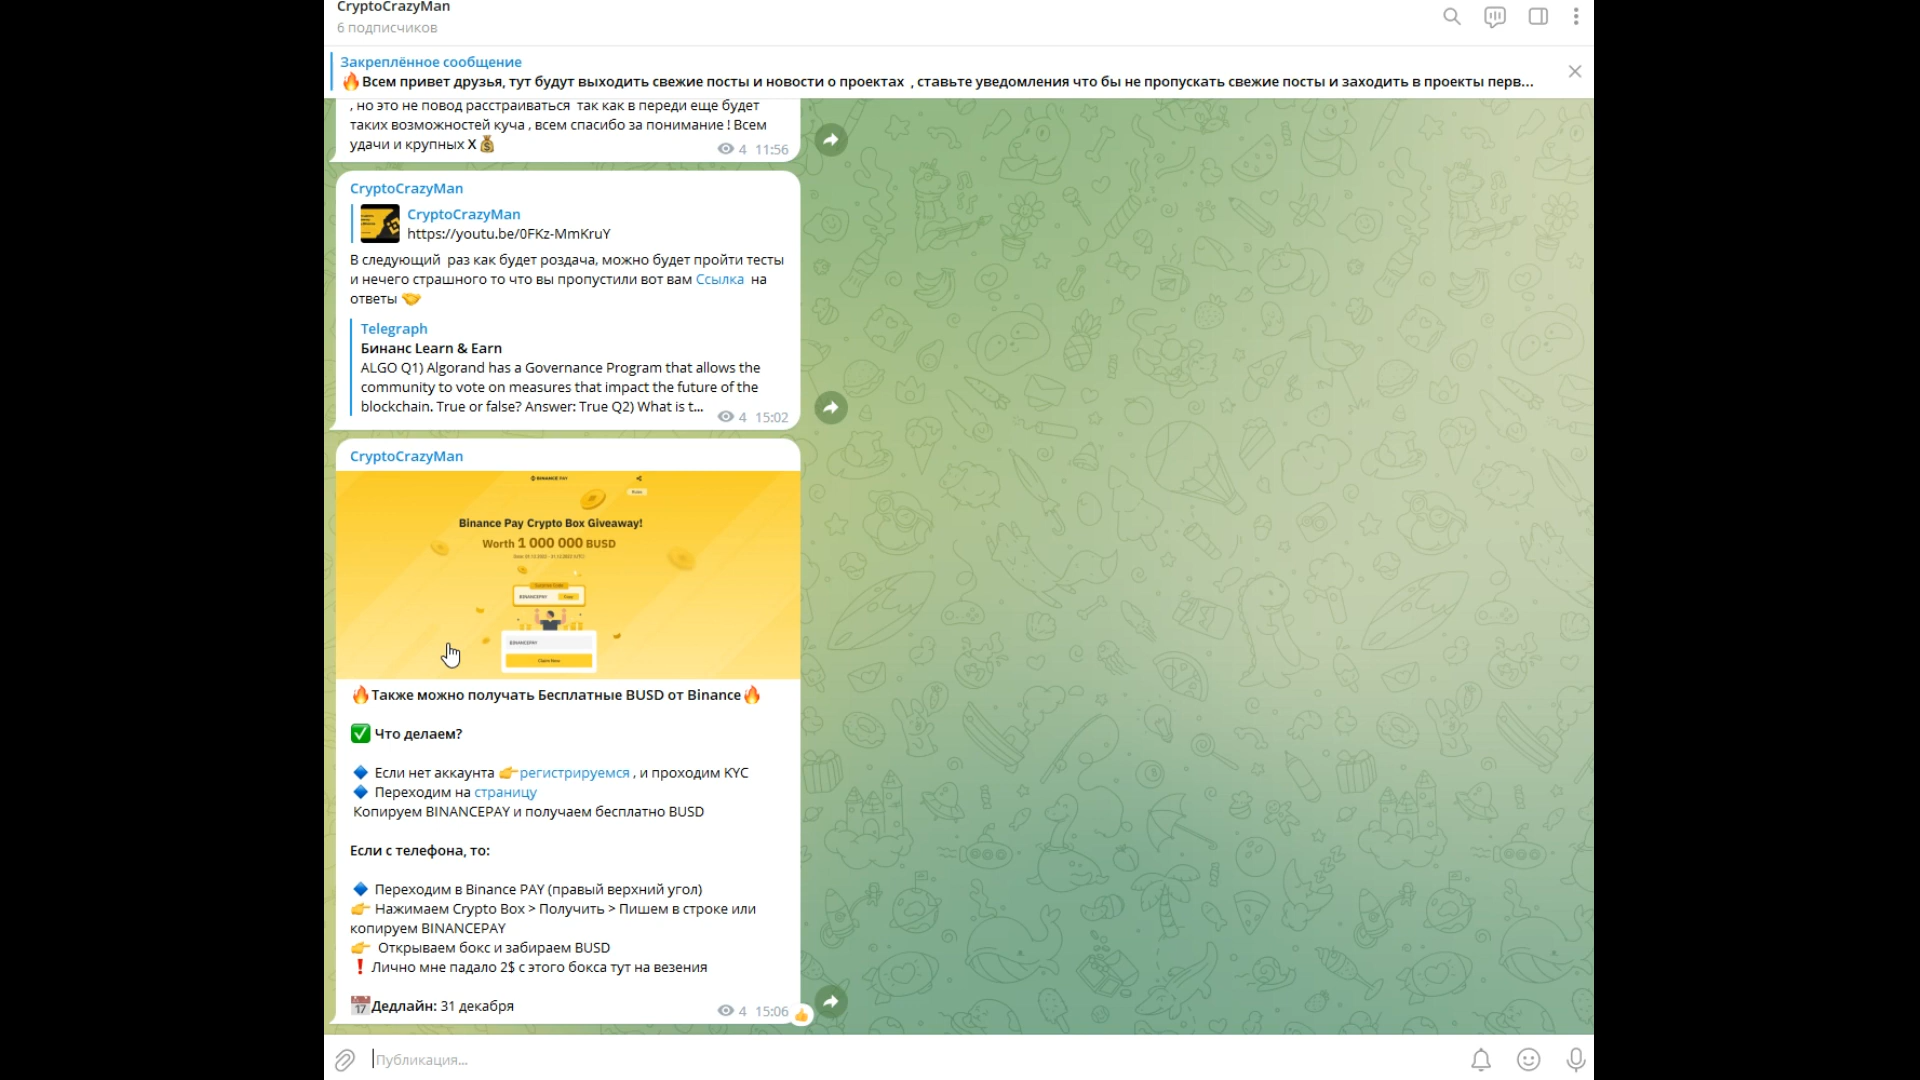 CryptoCrazyMan
6 подписчиков
Закреплённое сообщение
🔥Всем привет друзья, тут будут выходить свежие посты и новости о проектах , ставьте уведомления что бы не пропускать свежие посты и заходить в проекты перв...
, но это не повод расстраиваться так как в переди еще будет
таких возможностей куча , всем спасибо за понимание ! Всем
удачи и крупных X 💰
4 11:56
CryptoCrazyMan
CryptoCrazyMan
https://youtu.be/0FKz-MmKruY
В следующий раз как будет роздача, можно будет пройти тесты
и нечего страшного то что вы пропустили вот вам Ссылка на
ответы 🤝
Telegraph
Бинанс Learn & Earn
ALGO Q1) Algorand has a Governance Program that allows the
community to vote on measures that impact the future of the
blockchain. True or false? Answer: True Q2) What is t...
4 15:02
CryptoCrazyMan
BINANCE PAY
Rules
Binance Pay Crypto Box Giveaway!
Worth 1 000 000 BUSD
BINANCEPAY
BINANCEPAY
Claim Now
🔥Также можно получать Бесплатные BUSD от Binance🔥
✅ Что делаем?
🔷 Если нет аккаунта 👉регистрируемся , и проходим KYC
🔷 Переходим на страницу
Копируем BINANCEPAY и получаем бесплатно BUSD
Если с телефона, то:
🔷 Переходим в Binance PAY (правый верхний угол)
👉 Нажимаем Crypto Box > Получить > Пишем в строке или
копируем BINANCEPAY
👉 Открываем бокс и забираем BUSD
❗ Лично мне падало 2$ с этого бокса тут на везения
📅Дедлайн: 31 декабря
4 15:06
Публикация...